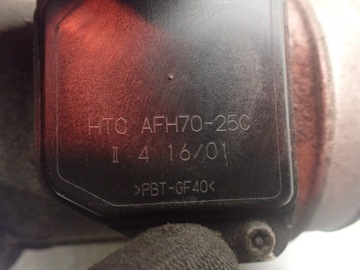 HTC AFH70-25C
II 4 16/01
>PBT-GF40<